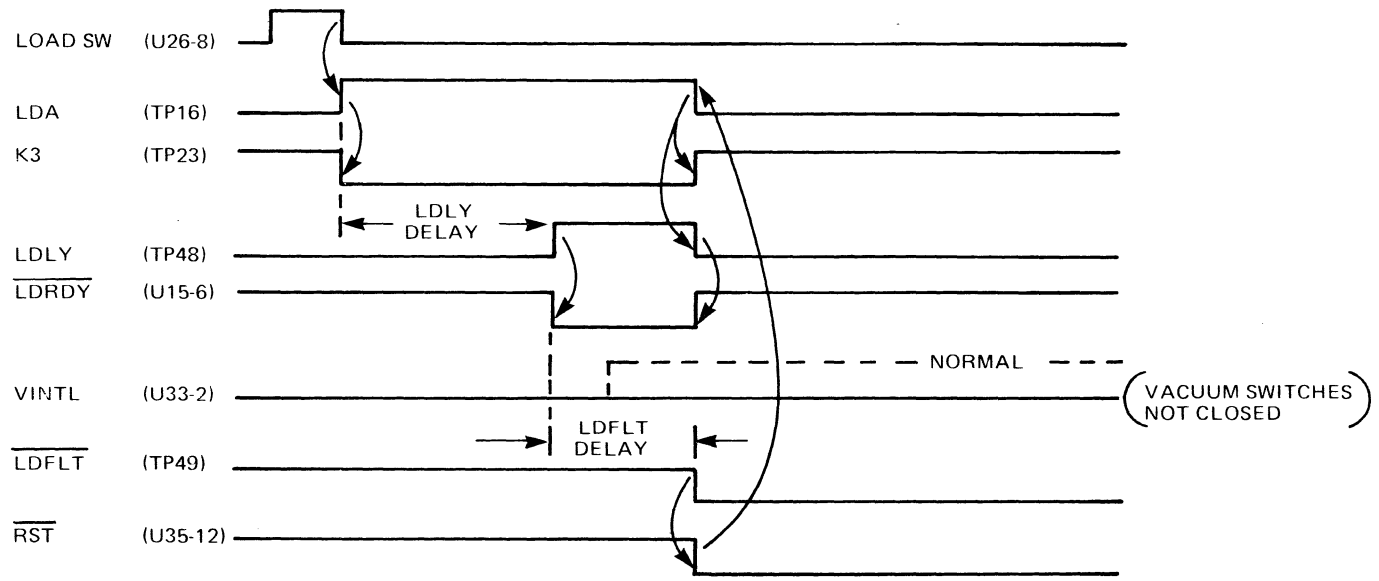 LOAD SW (U26-8)
LDA (TP16)
K3 (TP23)
LDLY
DELAY
LDLY (TP48)
LDRDY (U15-6)
NORMAL
VINTL (U33-2)
VACUUM SWITCHES
NOT CLOSED
LDFLT
DELAY
LDFLT (TP49)
RST (U35-12)